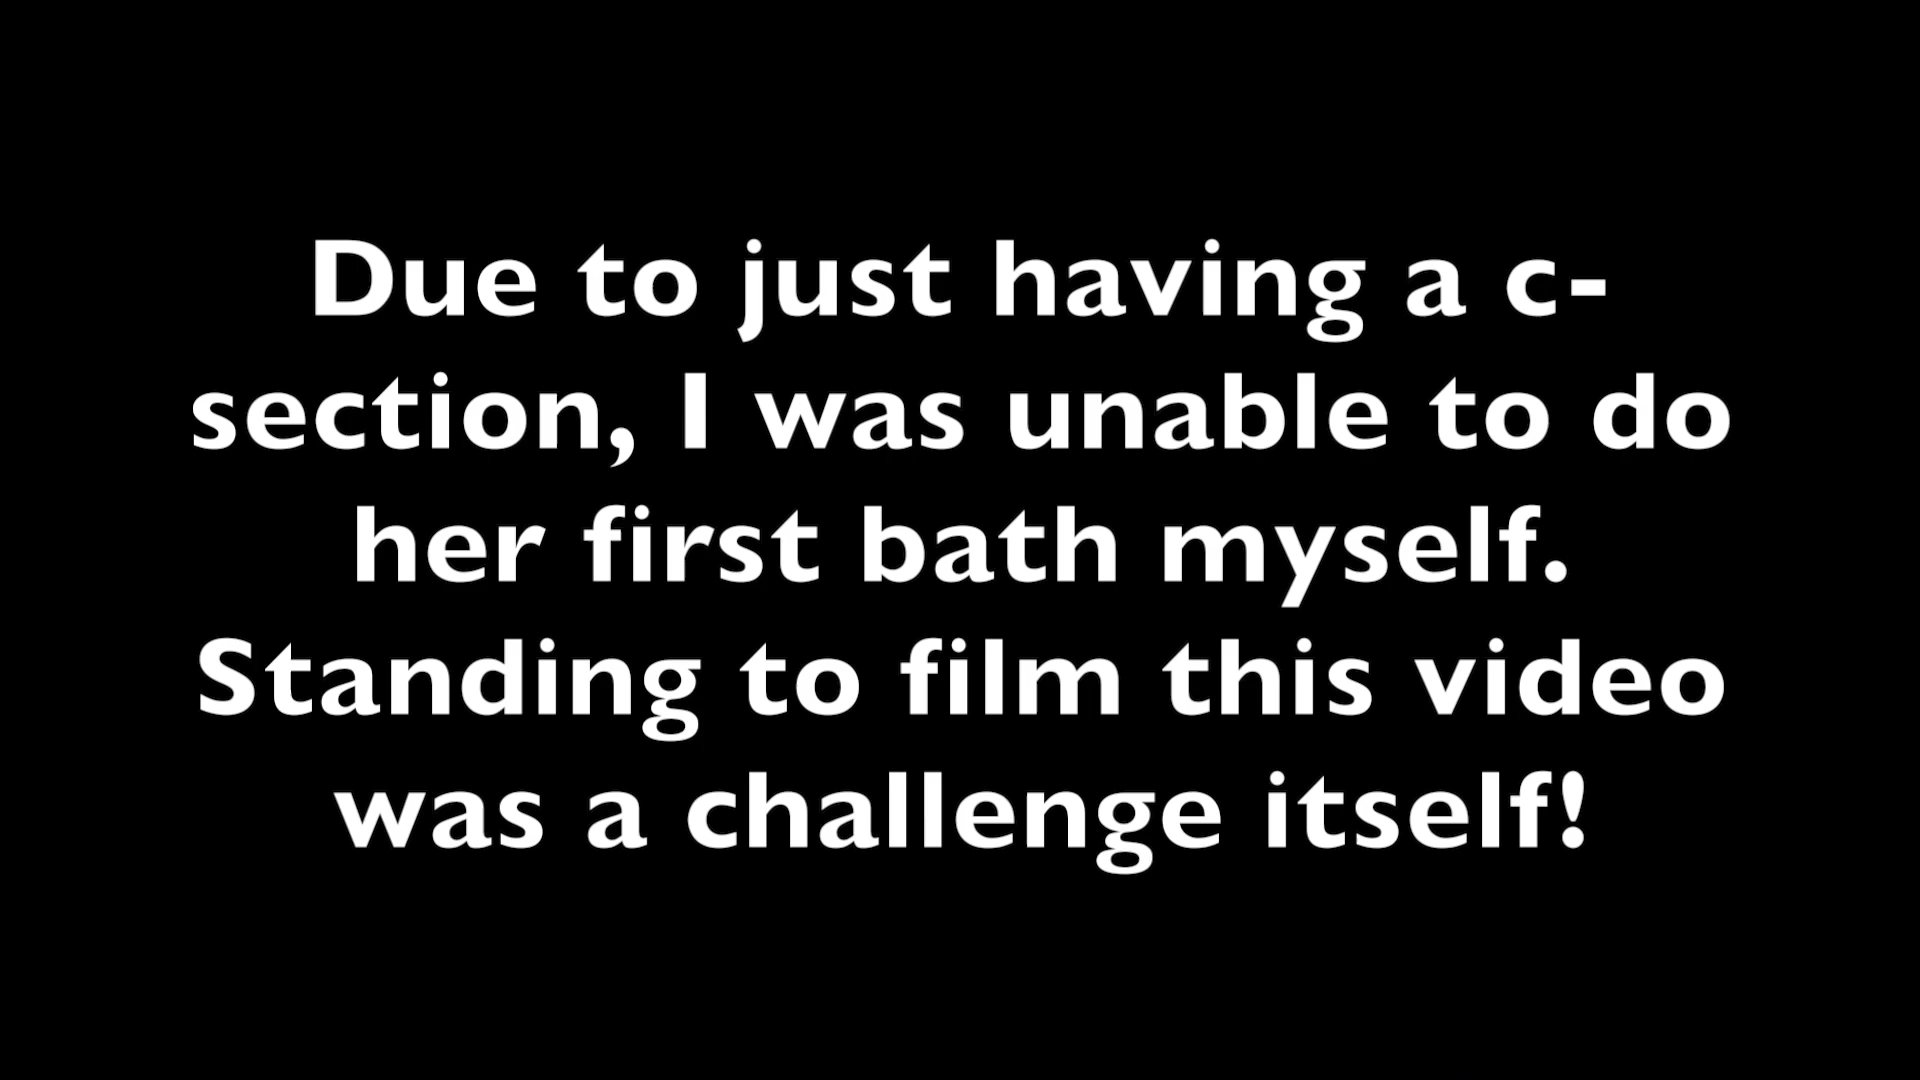 Due to just having a c-
section, I was unable to do
her first bath myself.
Standing to film this video
was a challenge itself!